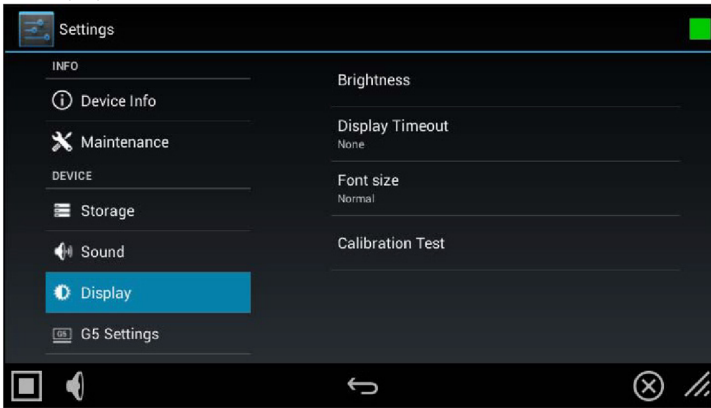 Settings
INFO
Device Info
Maintenance
DEVICE
Storage
Sound
Display
G5 G5 Settings
Brightness
Display Timeout
None
Font size
Normal
Calibration Test